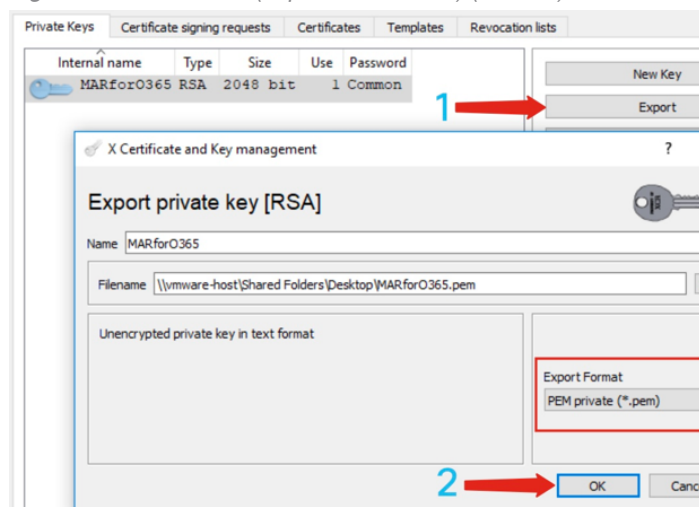 Private Keys Certificate signing requests Certificates Templates Revocation lists
Internal name Type Size Use Password
MARforO365 RSA 2048 bit 1 Common
New Key
1
Export
X Certificate and Key management ?
Export private key [RSA]
Name MARforO365
Filename \\vmware-host\Shared Folders\Desktop\MARforO365.pem
Unencrypted private key in text format
Export Format
PEM private (*.pem)
2
OK Canc